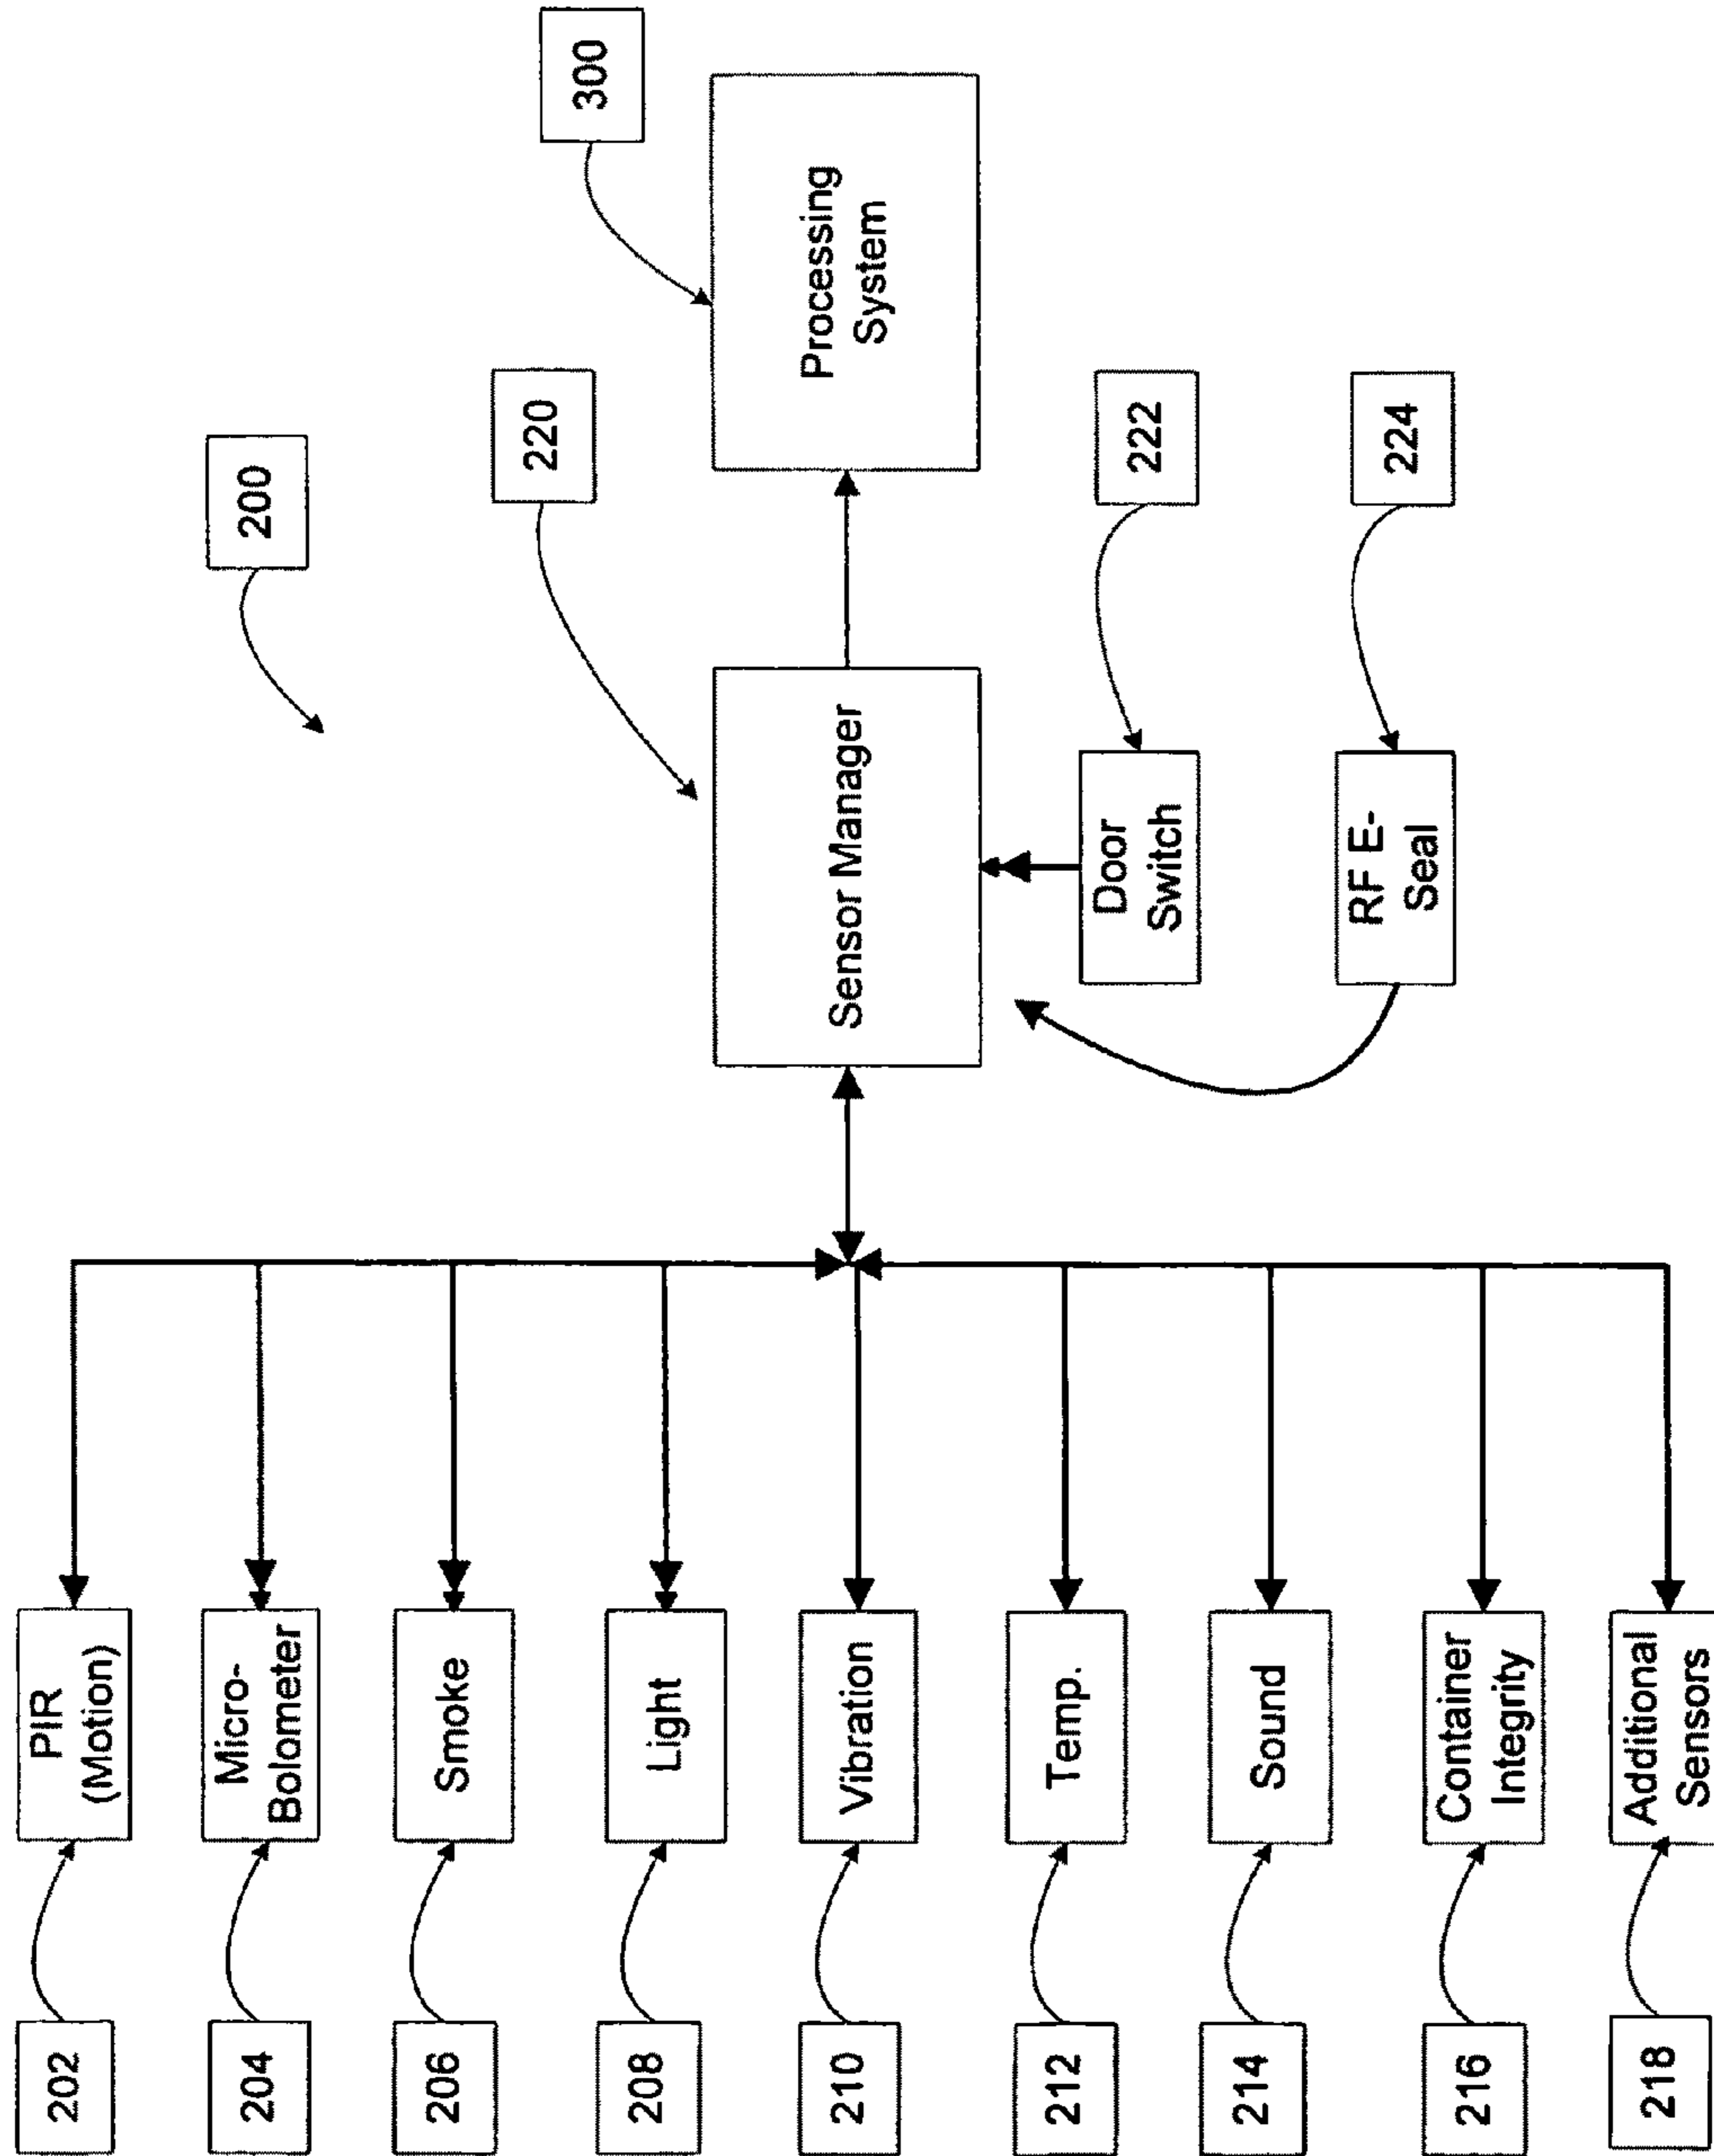 200
300
220
Processing
System
Sensor Manager
222
Door
Switch
224
RF E-
Seal
PIR
(Motion)
202
Micro-
Bolometer
204
Smoke
206
Light
208
Vibration
210
Temp.
212
Sound
214
Container
Integrity
216
Additional
Sensors
218